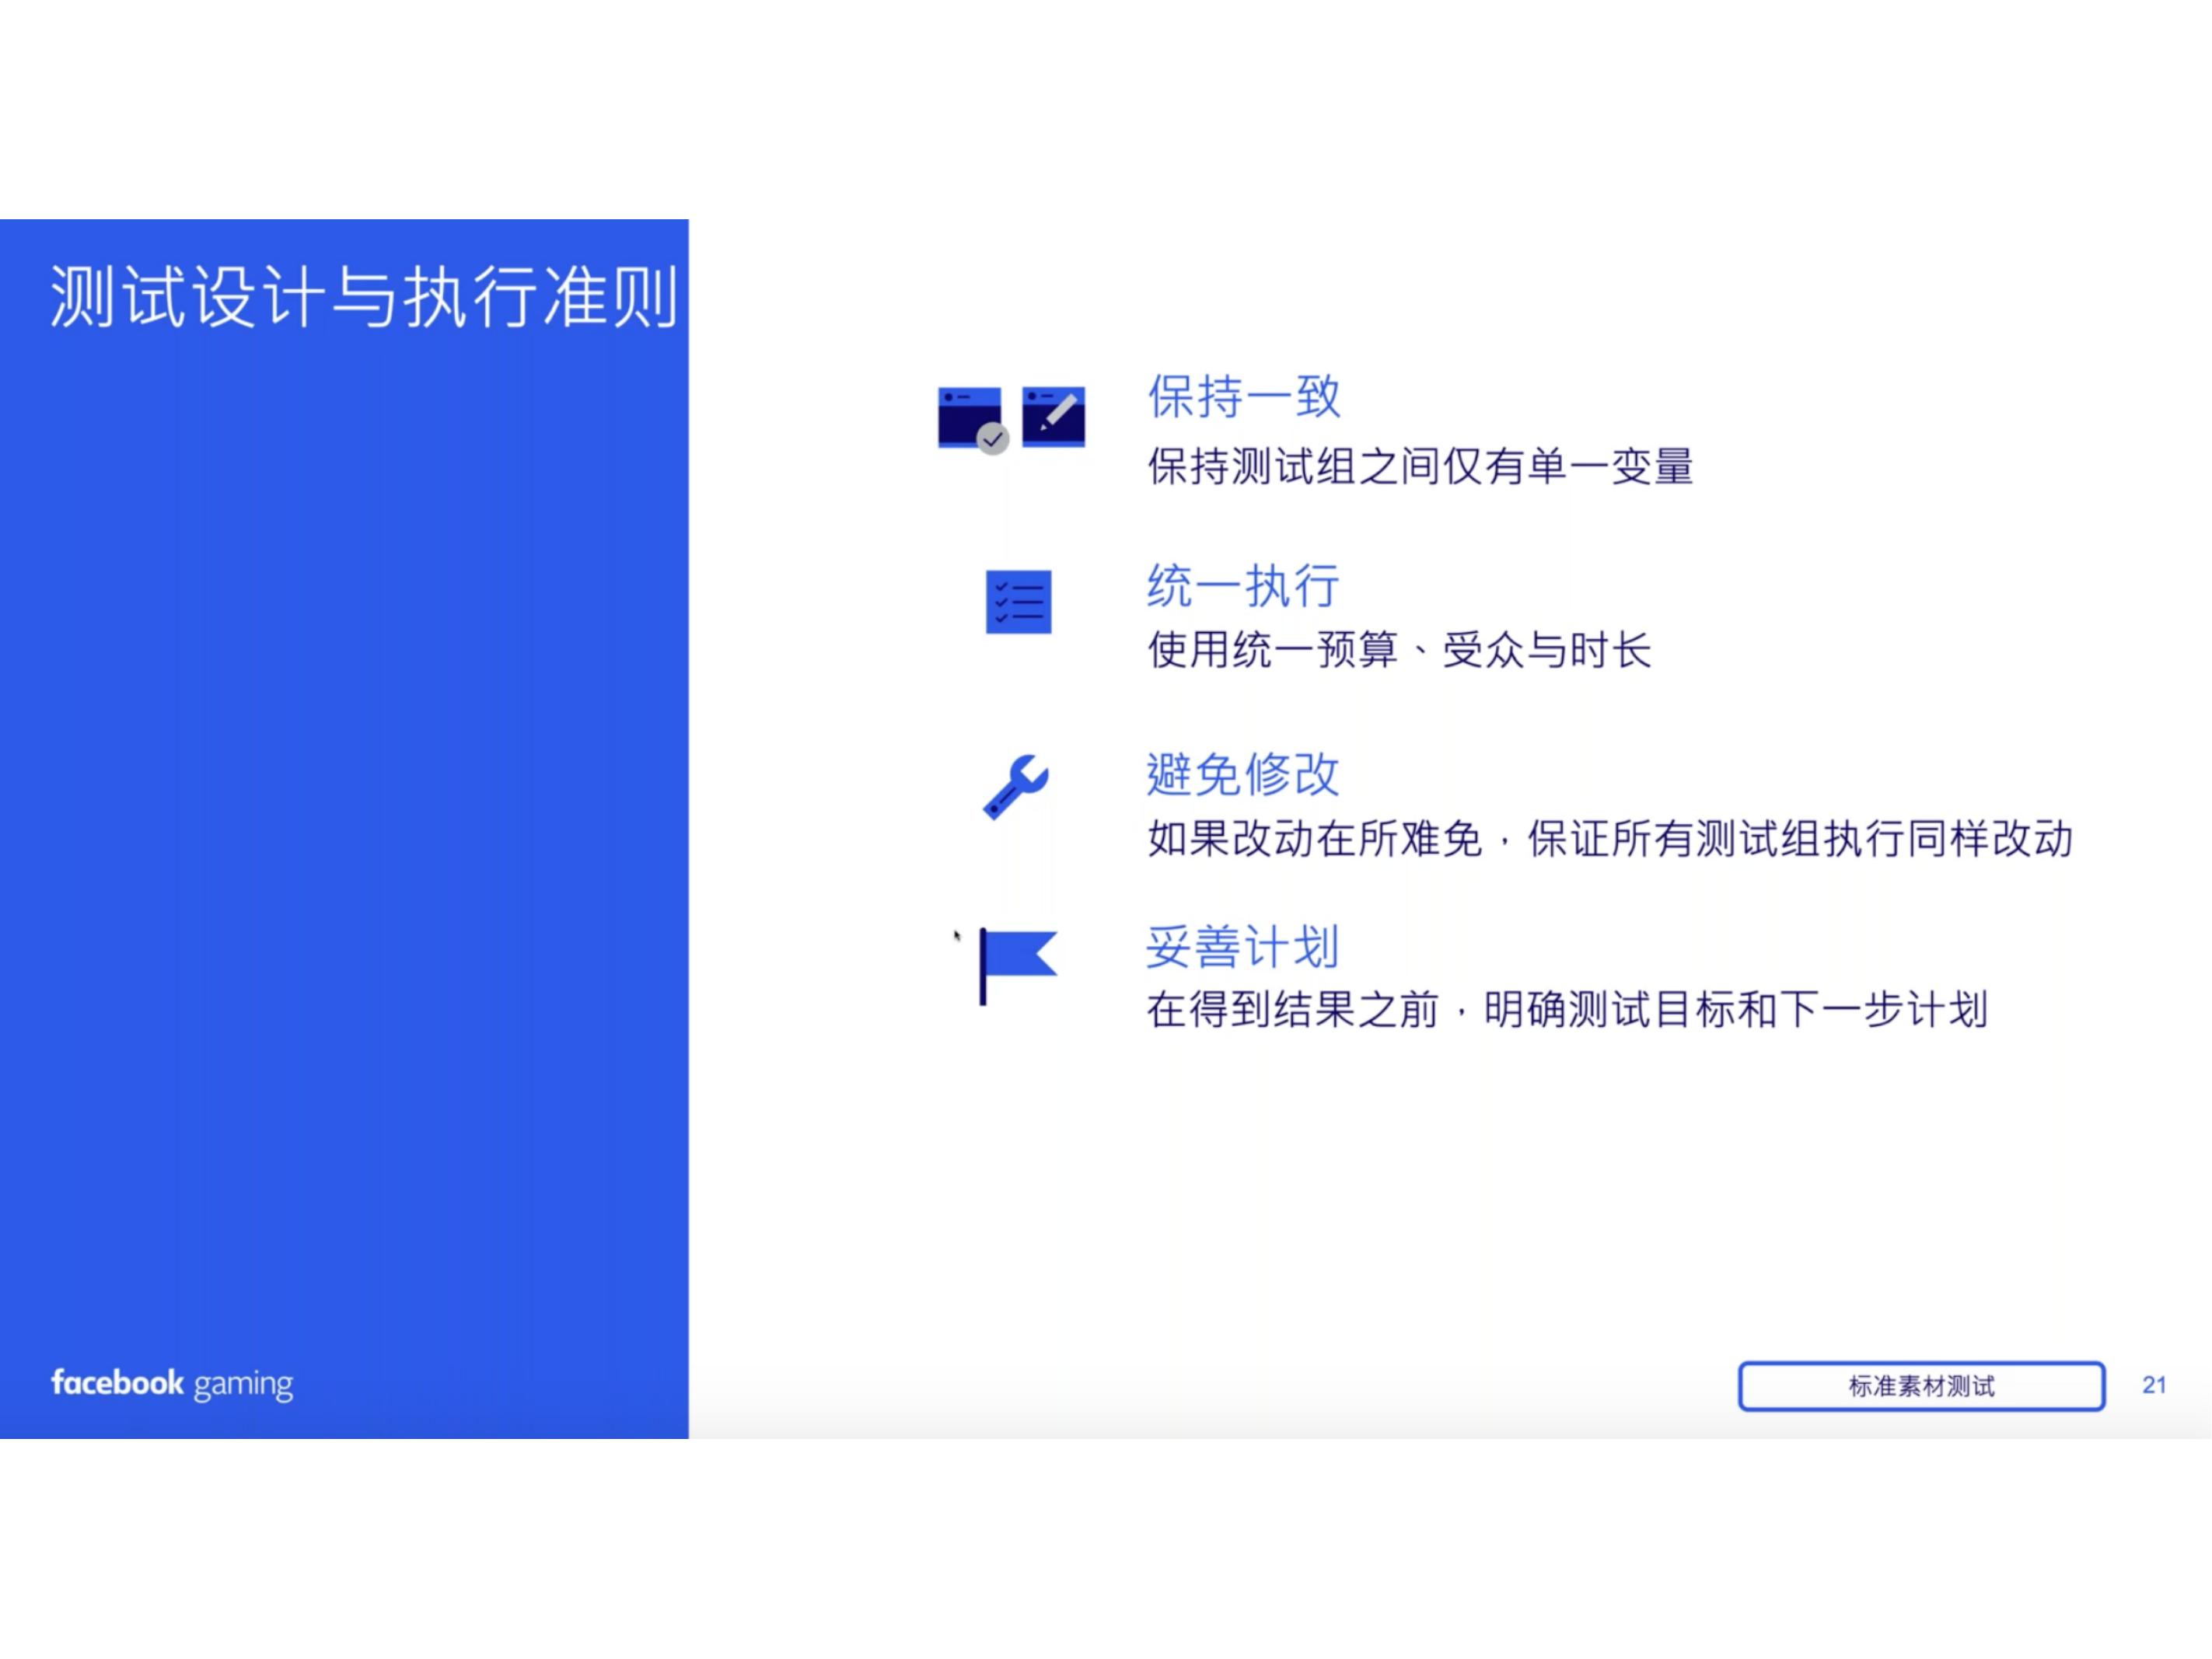 测试设计与执行准则
保持一致
保持测试组之间仅有单一变量
统一执行
使用统一预算、受众与时长
避免修改
如果改动在所难免，保证所有测试组执行同样改动
妥善计划
在得到结果之前，明确测试目标和下一步计划
facebook gaming
标准素材测试
21